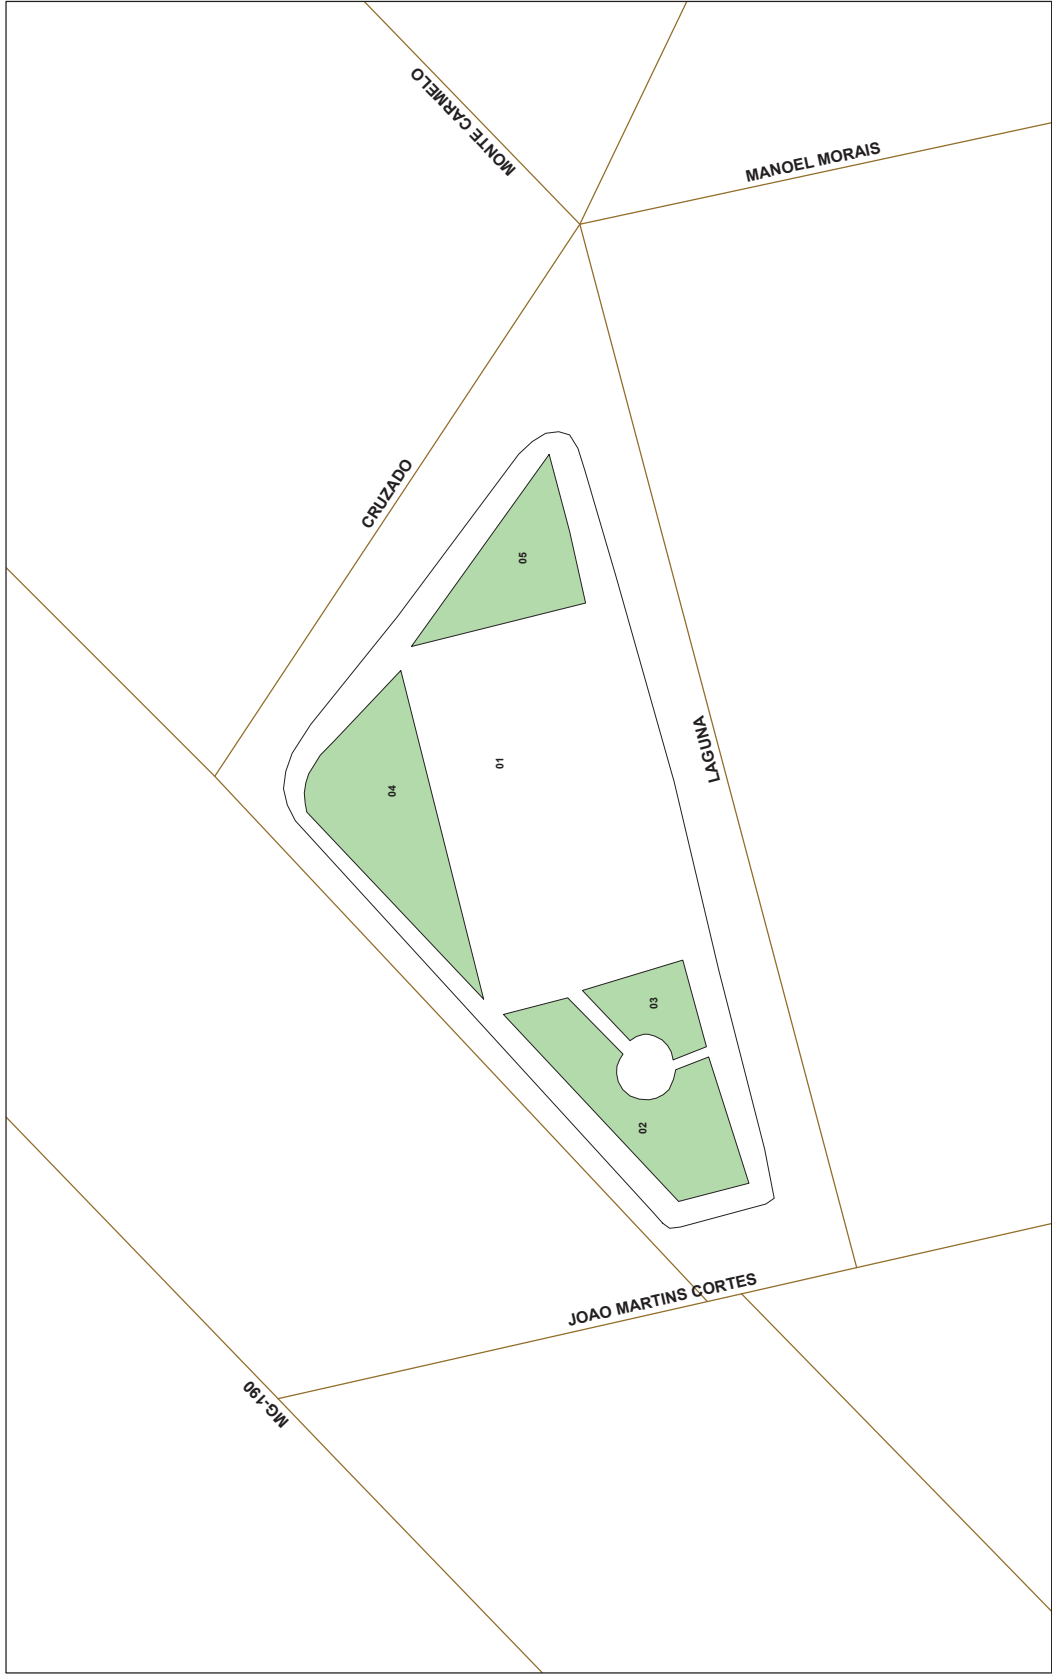 MONTE CARMELO
MANOEL MORAIS
CRUZADO
05
LAGUNA
01
04
03
02
JOAO MARTINS CORTES
MG-190